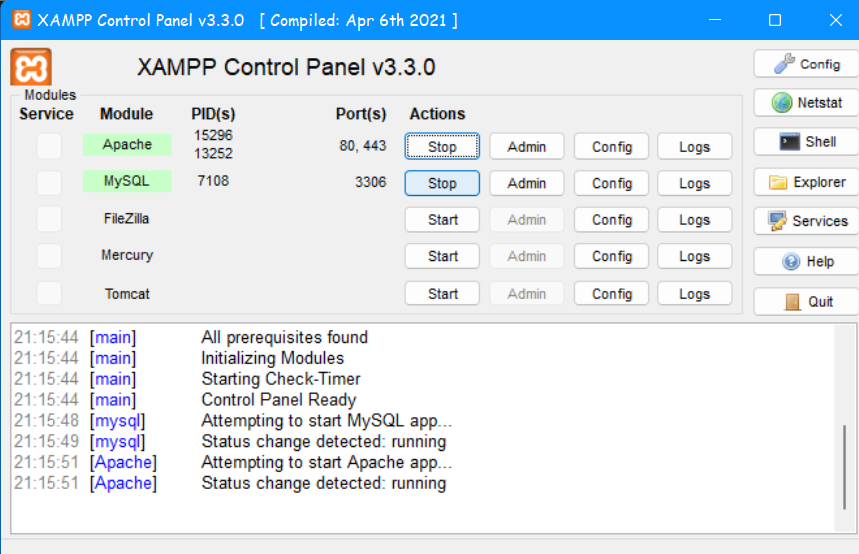 XAMPP Control Panel v3.3.0 [ Compiled: Apr 6th 2021 ]
XAMPP Control Panel v3.3.0
Config
Modules
Service Module PID(s) Port(s) Actions
Netstat
Apache 15296 13252 80, 443 Stop Admin Config Logs
Shell
MySQL 7108 3306 Stop Admin Config Logs
Explorer
FileZilla Start Admin Config Logs
Services
Mercury Start Admin Config Logs
Help
Tomcat Start Admin Config Logs
Quit
21:15:44 [main] All prerequisites found
21:15:44 [main] Initializing Modules
21:15:44 [main] Starting Check-Timer
21:15:44 [main] Control Panel Ready
21:15:48 [mysql] Attempting to start MySQL app...
21:15:49 [mysql] Status change detected: running
21:15:51 [Apache] Attempting to start Apache app...
21:15:51 [Apache] Status change detected: running